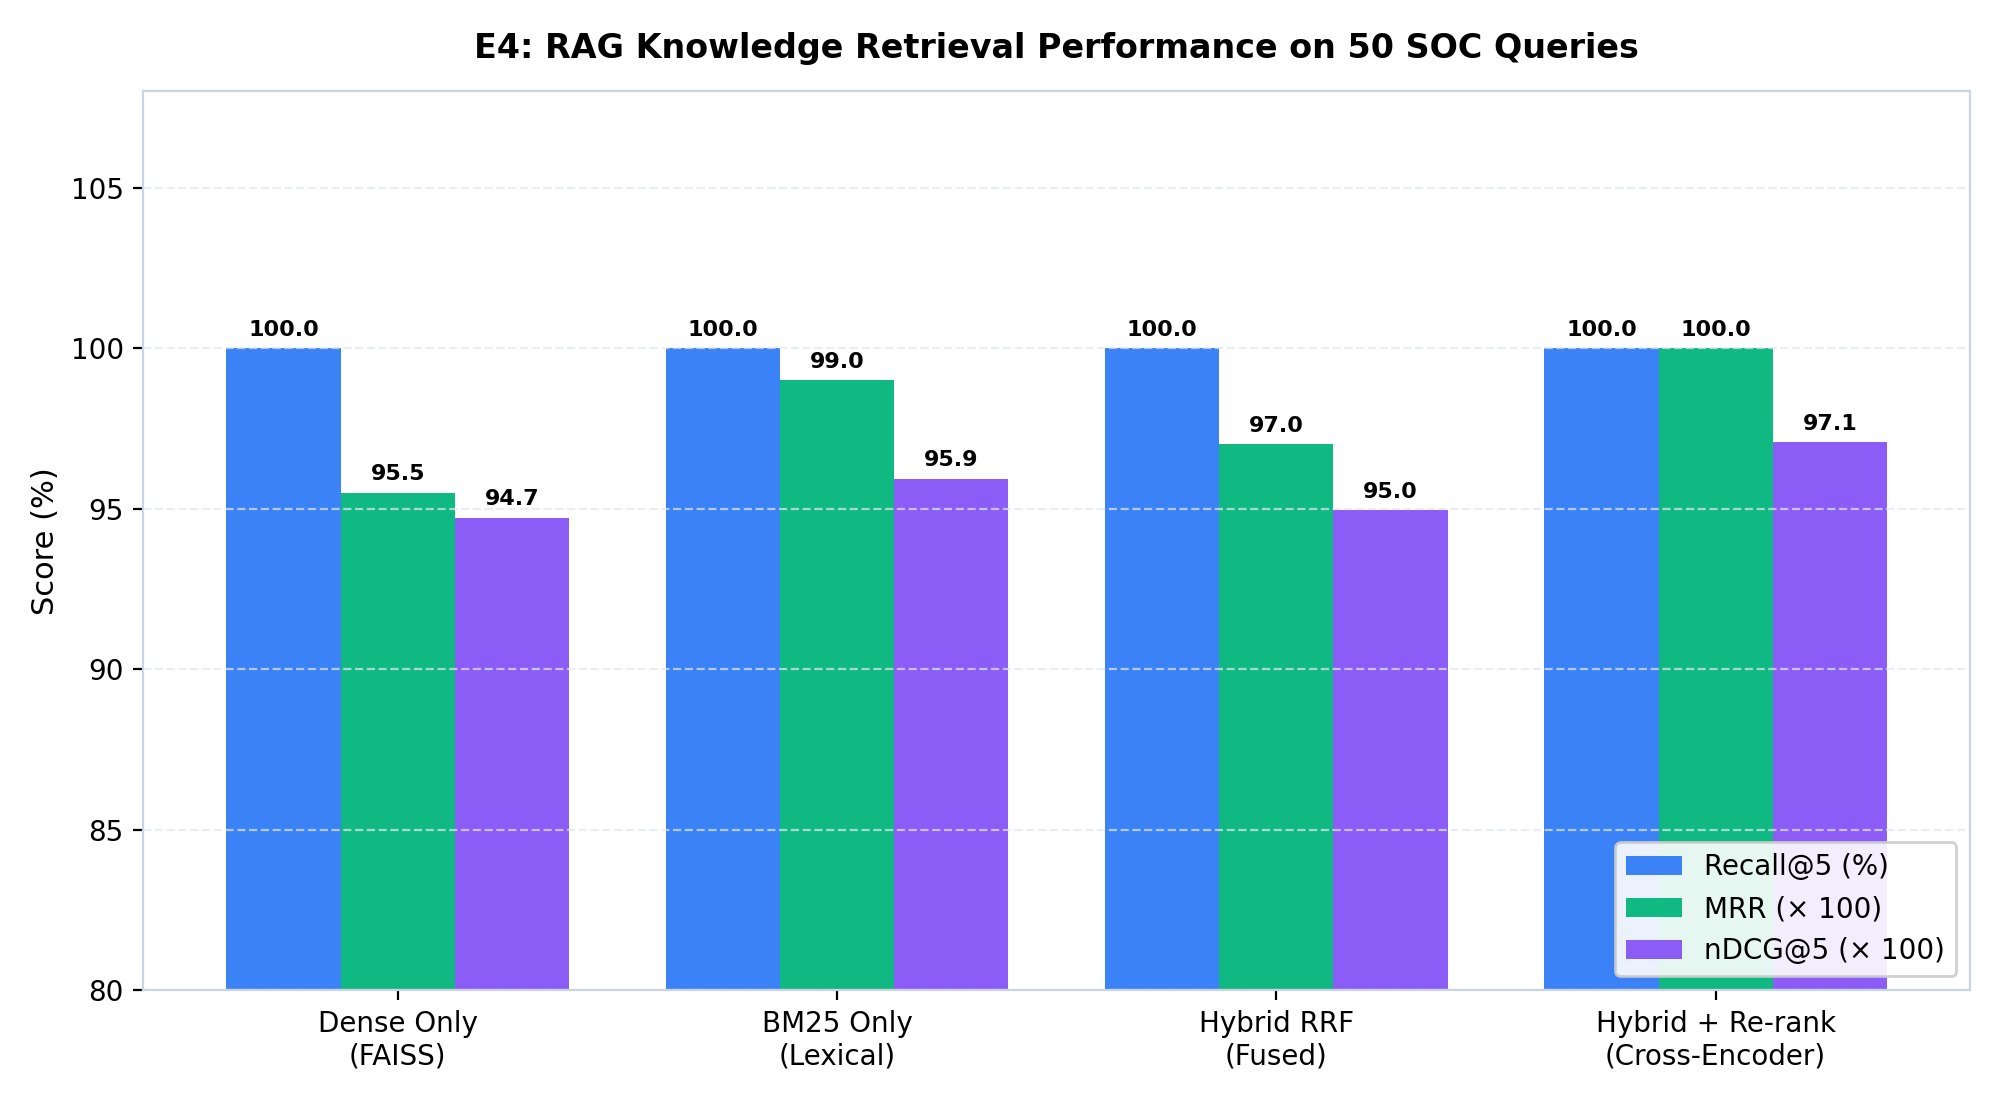 E4: RAG Knowledge Retrieval Performance on 50 SOC Queries
Score (%)
105
100
95
90
85
80
100.0
95.5
94.7
100.0
99.0
95.9
100.0
97.0
95.0
100.0
100.0
97.1
Recall@5 (%)
MRR (× 100)
nDCG@5 (× 100)
Dense Only
(FAISS)
BM25 Only
(Lexical)
Hybrid RRF
(Fused)
Hybrid + Re-rank
(Cross-Encoder)